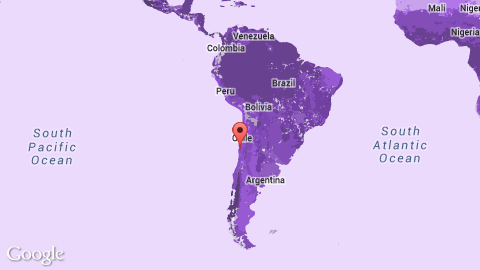 Mali
Niger
Nigeria
Venezuela
Colombia
Brazil
Peru
Bolivia
Chile
South
Pacific
Ocean
South
Atlantic
Ocean
Argentina
Google